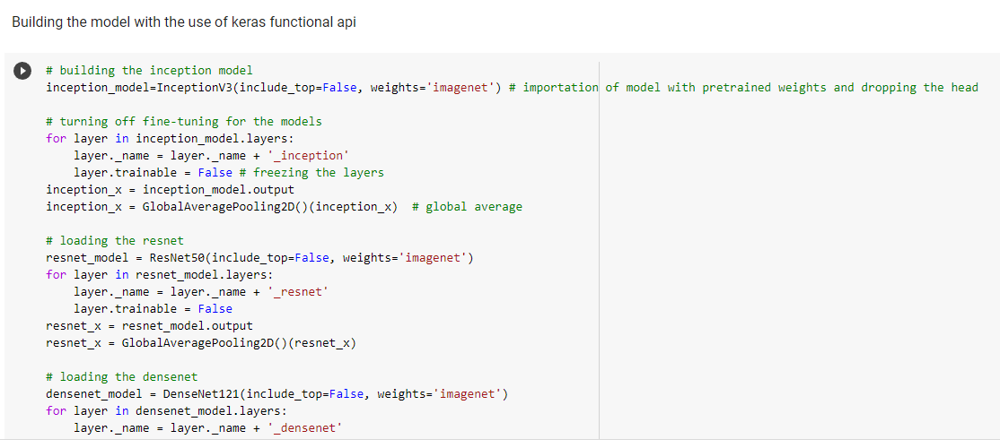 Building the model with the use of keras functional api
# building the inception model
inception_model=InceptionV3(include_top=False, weights='imagenet') # importation of model with pretrained weights and dropping the head
# turning off fine-tuning for the models
for layer in inception_model.layers:
    layer._name = layer._name + '_inception'
    layer.trainable = False # freezing the layers
inception_x = inception_model.output
inception_x = GlobalAveragePooling2D()(inception_x)  # global average
# loading the resnet
resnet_model = ResNet50(include_top=False, weights='imagenet')
for layer in resnet_model.layers:
    layer._name = layer._name + '_resnet'
    layer.trainable = False
resnet_x = resnet_model.output
resnet_x = GlobalAveragePooling2D()(resnet_x)
# loading the densenet
densenet_model = DenseNet121(include_top=False, weights='imagenet')
for layer in densenet_model.layers:
    layer._name = layer._name + '_densenet'